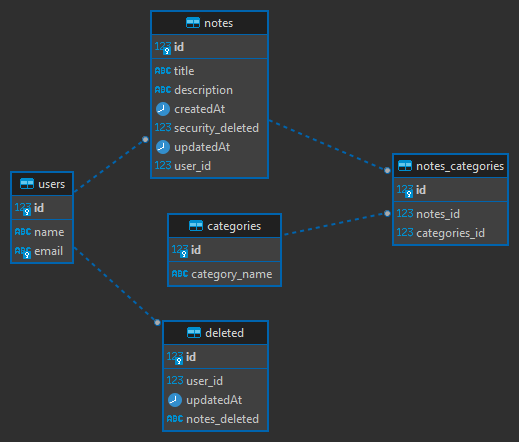 notes
123 id
ABC title
ABC description
createdAt
123 security_deleted
updatedAt
123 user_id
users
123 id
ABC name
ABC email
categories
123 id
ABC category_name
notes_categories
123 id
123 notes_id
123 categories_id
deleted
123 id
123 user_id
updatedAt
ABC notes_deleted